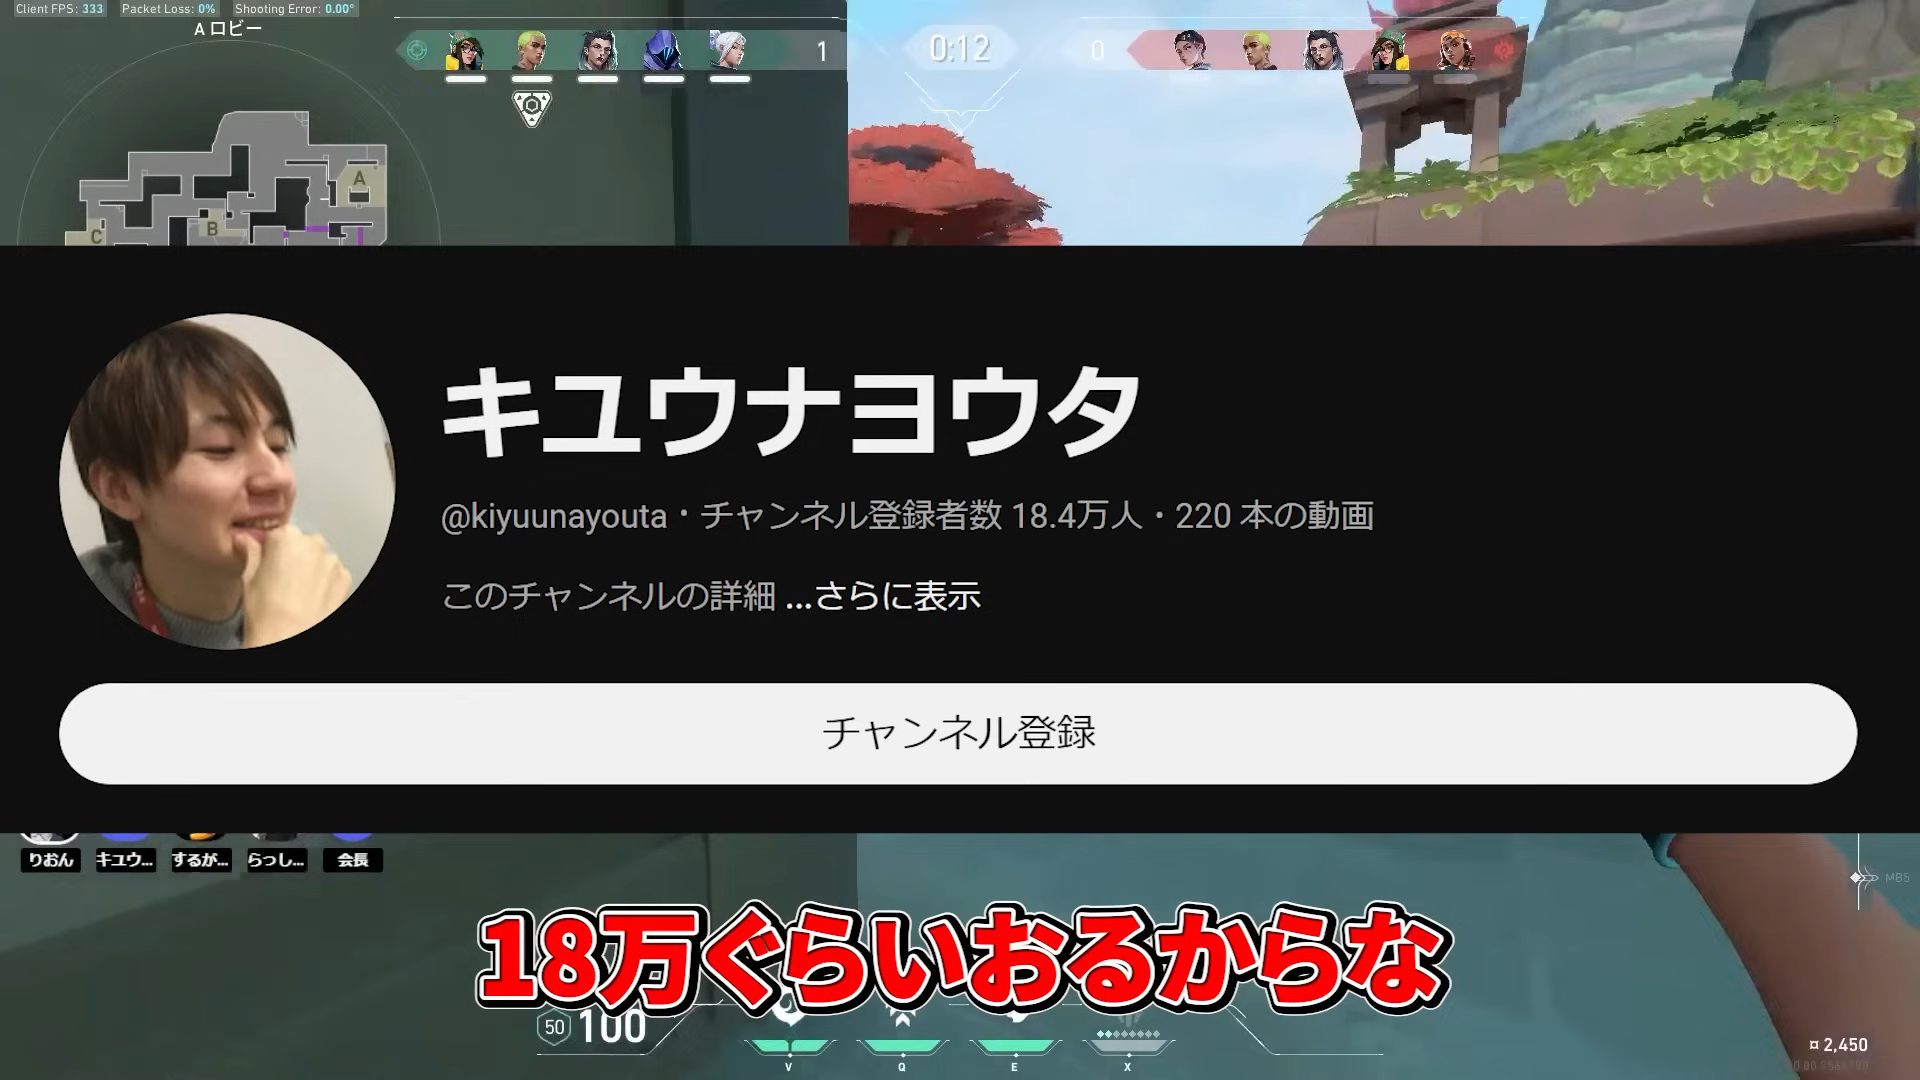 Client FPS: 333 Packet Loss: 0% Shooting Error: 0.00°
A ロビー
1 0:12 0
A
B
C
キユウナヨウタ
@kiyuunayouta・チャンネル登録者数 18.4万人・220 本の動画
このチャンネルの詳細 ...さらに表示
チャンネル登録
りおん キユウ... するが... らっし... 会長
MB5
18万ぐらいおるからな
50 100
¤ 2,450
V Q E X